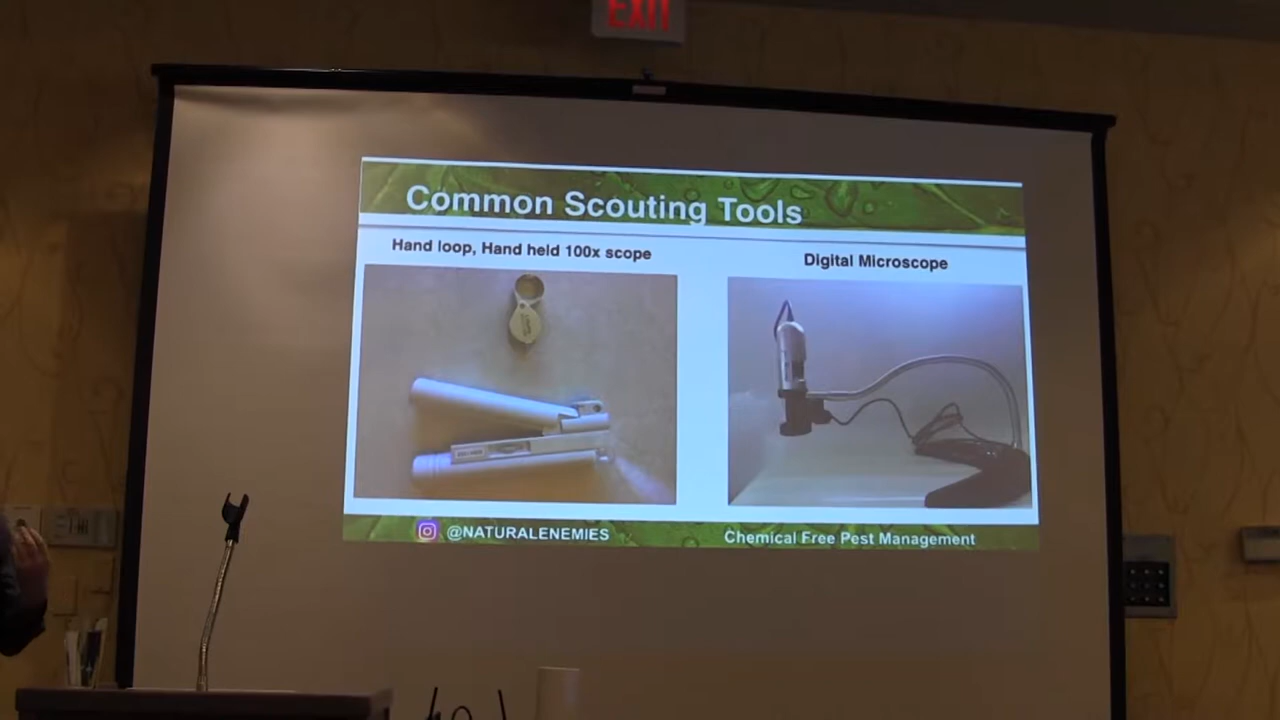 EXIT
Common Scouting Tools
Hand loop, Hand held 100x scope
Digital Microscope
@NATURALENEMIES
Chemical Free Pest Management